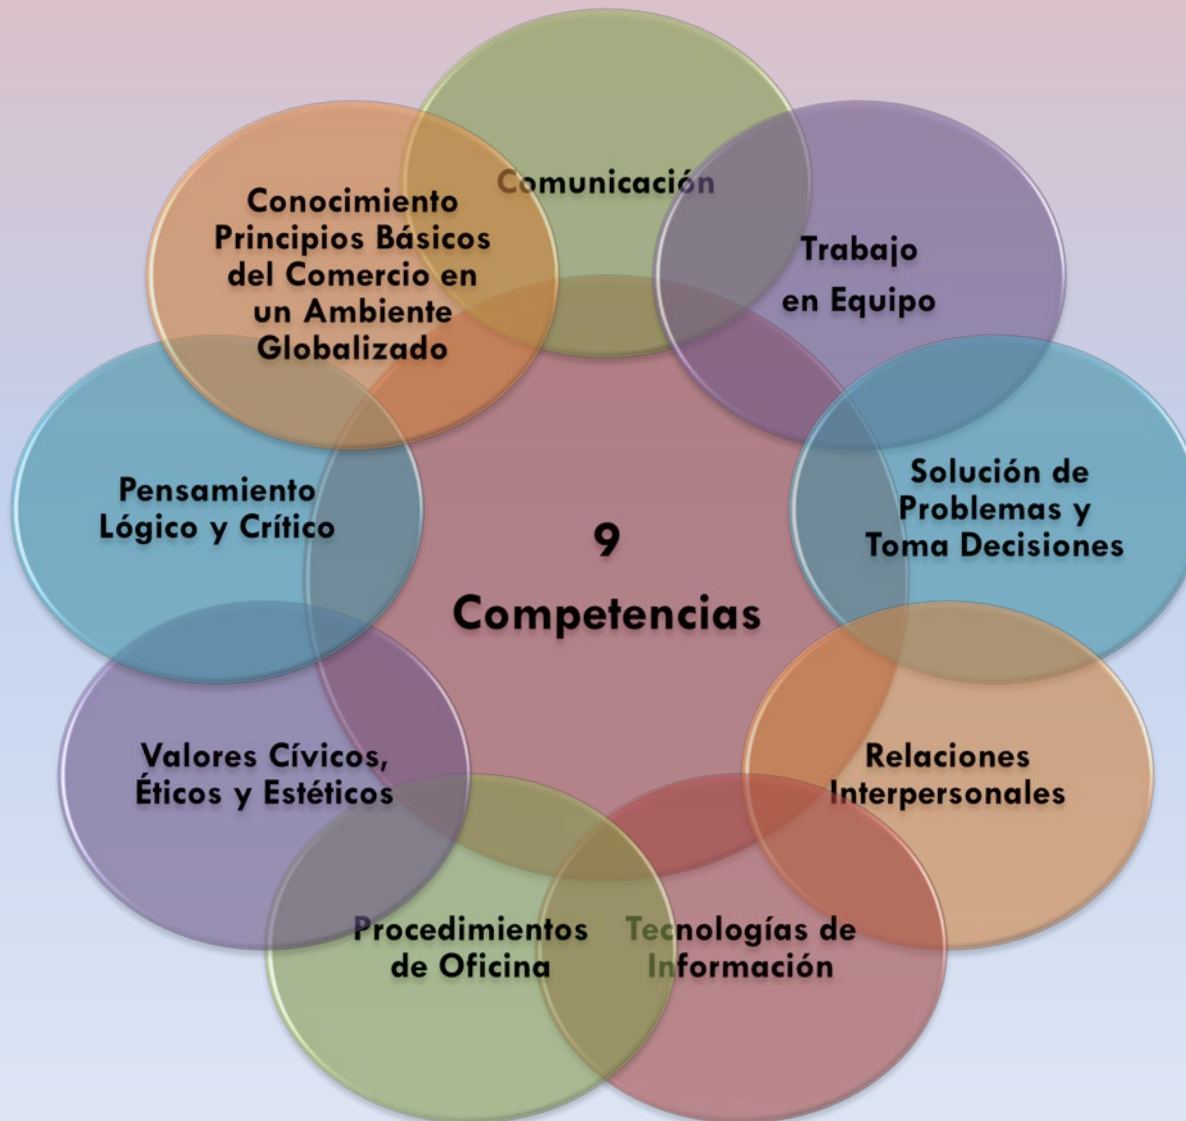 Comunicación
Trabajo
en Equipo
Solución de
Problemas y
Toma Decisiones
Relaciones
Interpersonales
Tecnologías de
Información
Procedimientos
de Oficina
Valores Cívicos,
Éticos y Estéticos
Pensamiento
Lógico y Crítico
Conocimiento
Principios Básicos
del Comercio en
un Ambiente
Globalizado
9
Competencias